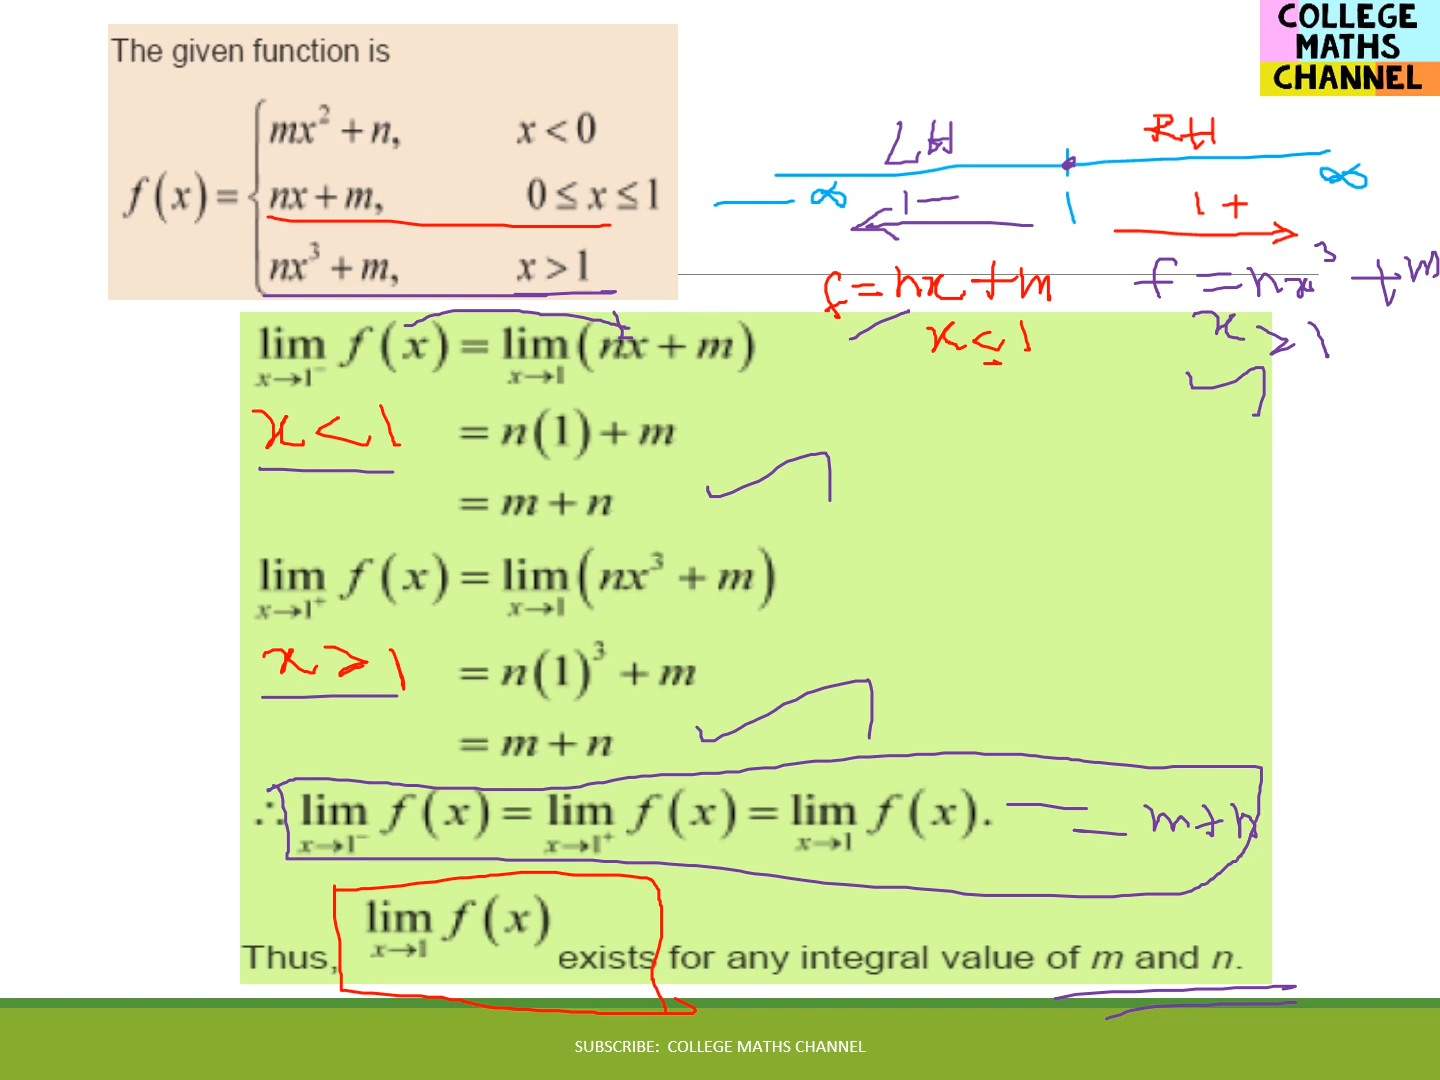 COLLEGE
MATHS
CHANNEL
The given function is
f(x) = { mx² + n, x < 0
nx + m, 0 ≤ x ≤ 1
nx³ + m, x > 1
LH RH
— ∞ 1− 1 1+ ∞
f = nx + m
x ≤ 1
f = nx³ + m
x > 1
lim x→1⁻ f(x) = lim x→1 (nx + m)
x < 1 = n(1) + m
= m + n
lim x→1⁺ f(x) = lim x→1 (nx³ + m)
x > 1 = n(1)³ + m
= m + n
∴ lim x→1⁻ f(x) = lim x→1⁺ f(x) = lim x→1 f(x). = m+n
Thus, lim x→1 f(x) exists for any integral value of m and n.
SUBSCRIBE: COLLEGE MATHS CHANNEL